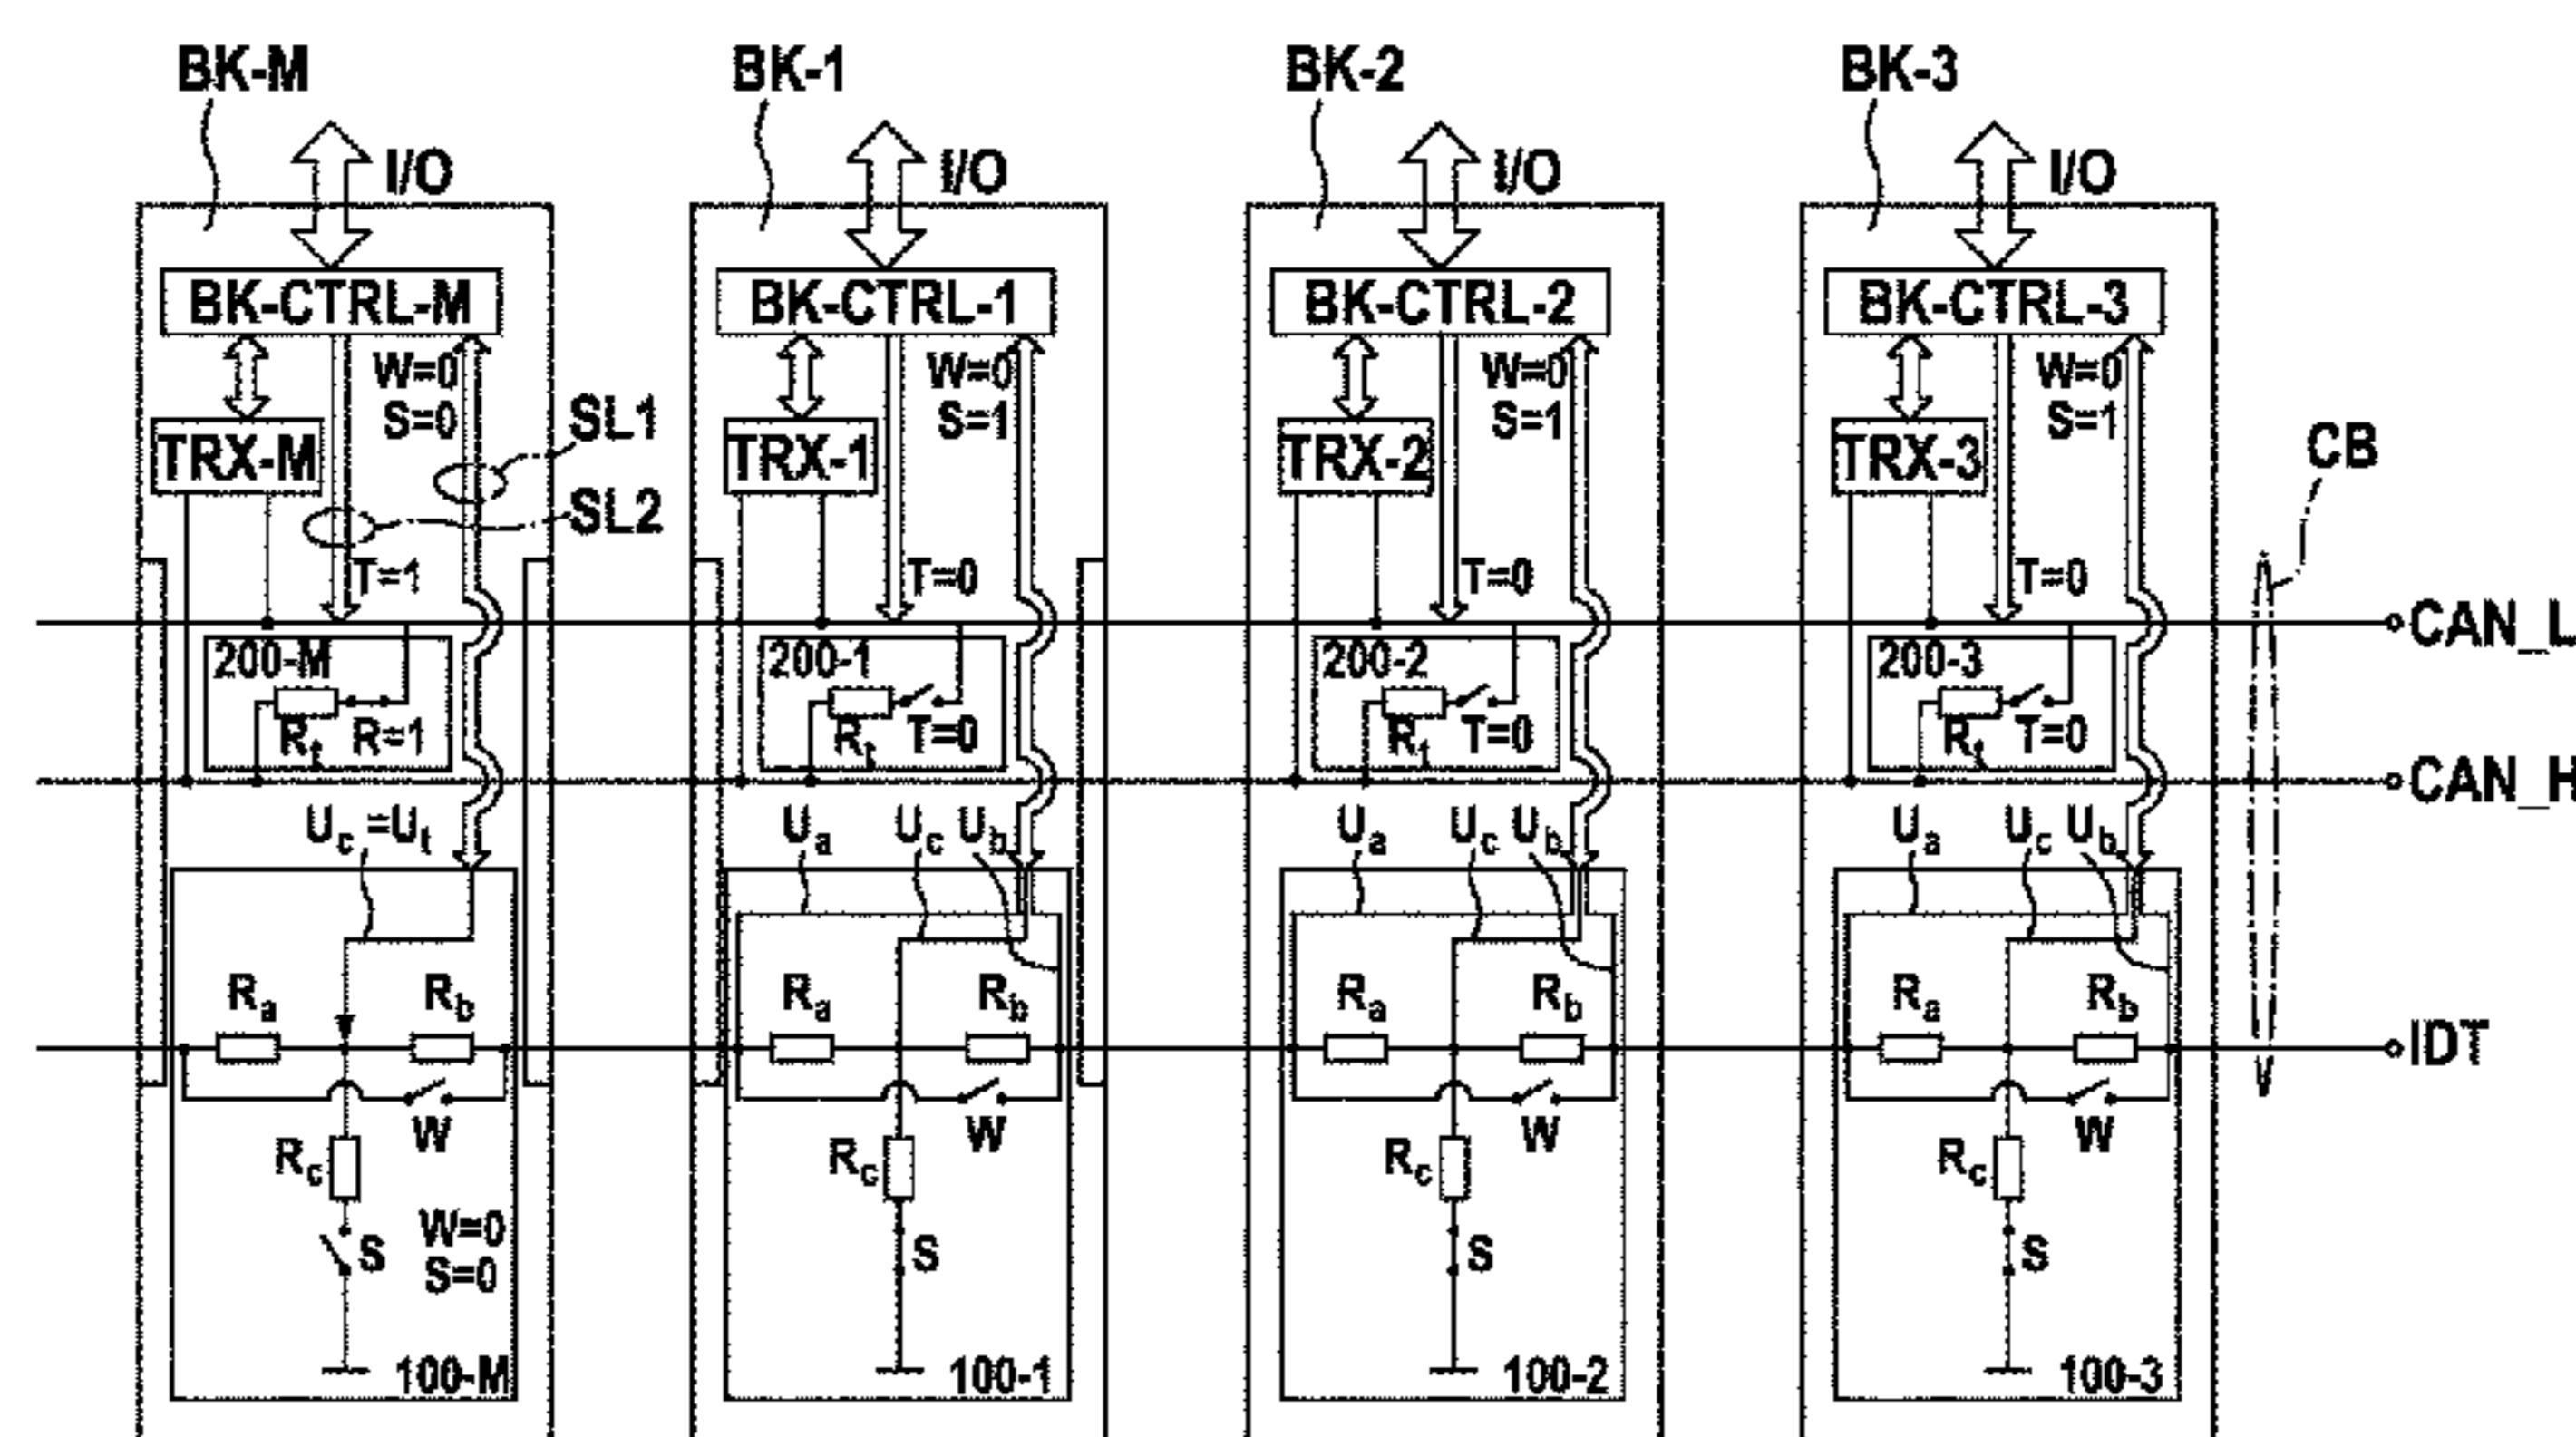 BK-M BK-1 BK-2 BK-3
I/O I/O I/O I/O
BK-CTRL-M BK-CTRL-1 BK-CTRL-2 BK-CTRL-3
W=0 W=0 W=0 W=0
S=0 SL1 S=1 S=1 S=1
TRX-M TRX-1 TRX-2 TRX-3 CB
SL2
T=1 T=0 T=0 T=0
CAN_L
200-M 200-1 200-2 200-3
Rt R=1 Rt T=0 Rt T=0 Rt T=0
CAN_H
Uc=Ut Ua Uc Ub Ua Uc Ub Ua Uc Ub
Ra Rb Ra Rb Ra Rb Ra Rb
IDT
W W W W
Rc Rc Rc Rc
W=0
S S S S
S=0
100-M 100-1 100-2 100-3